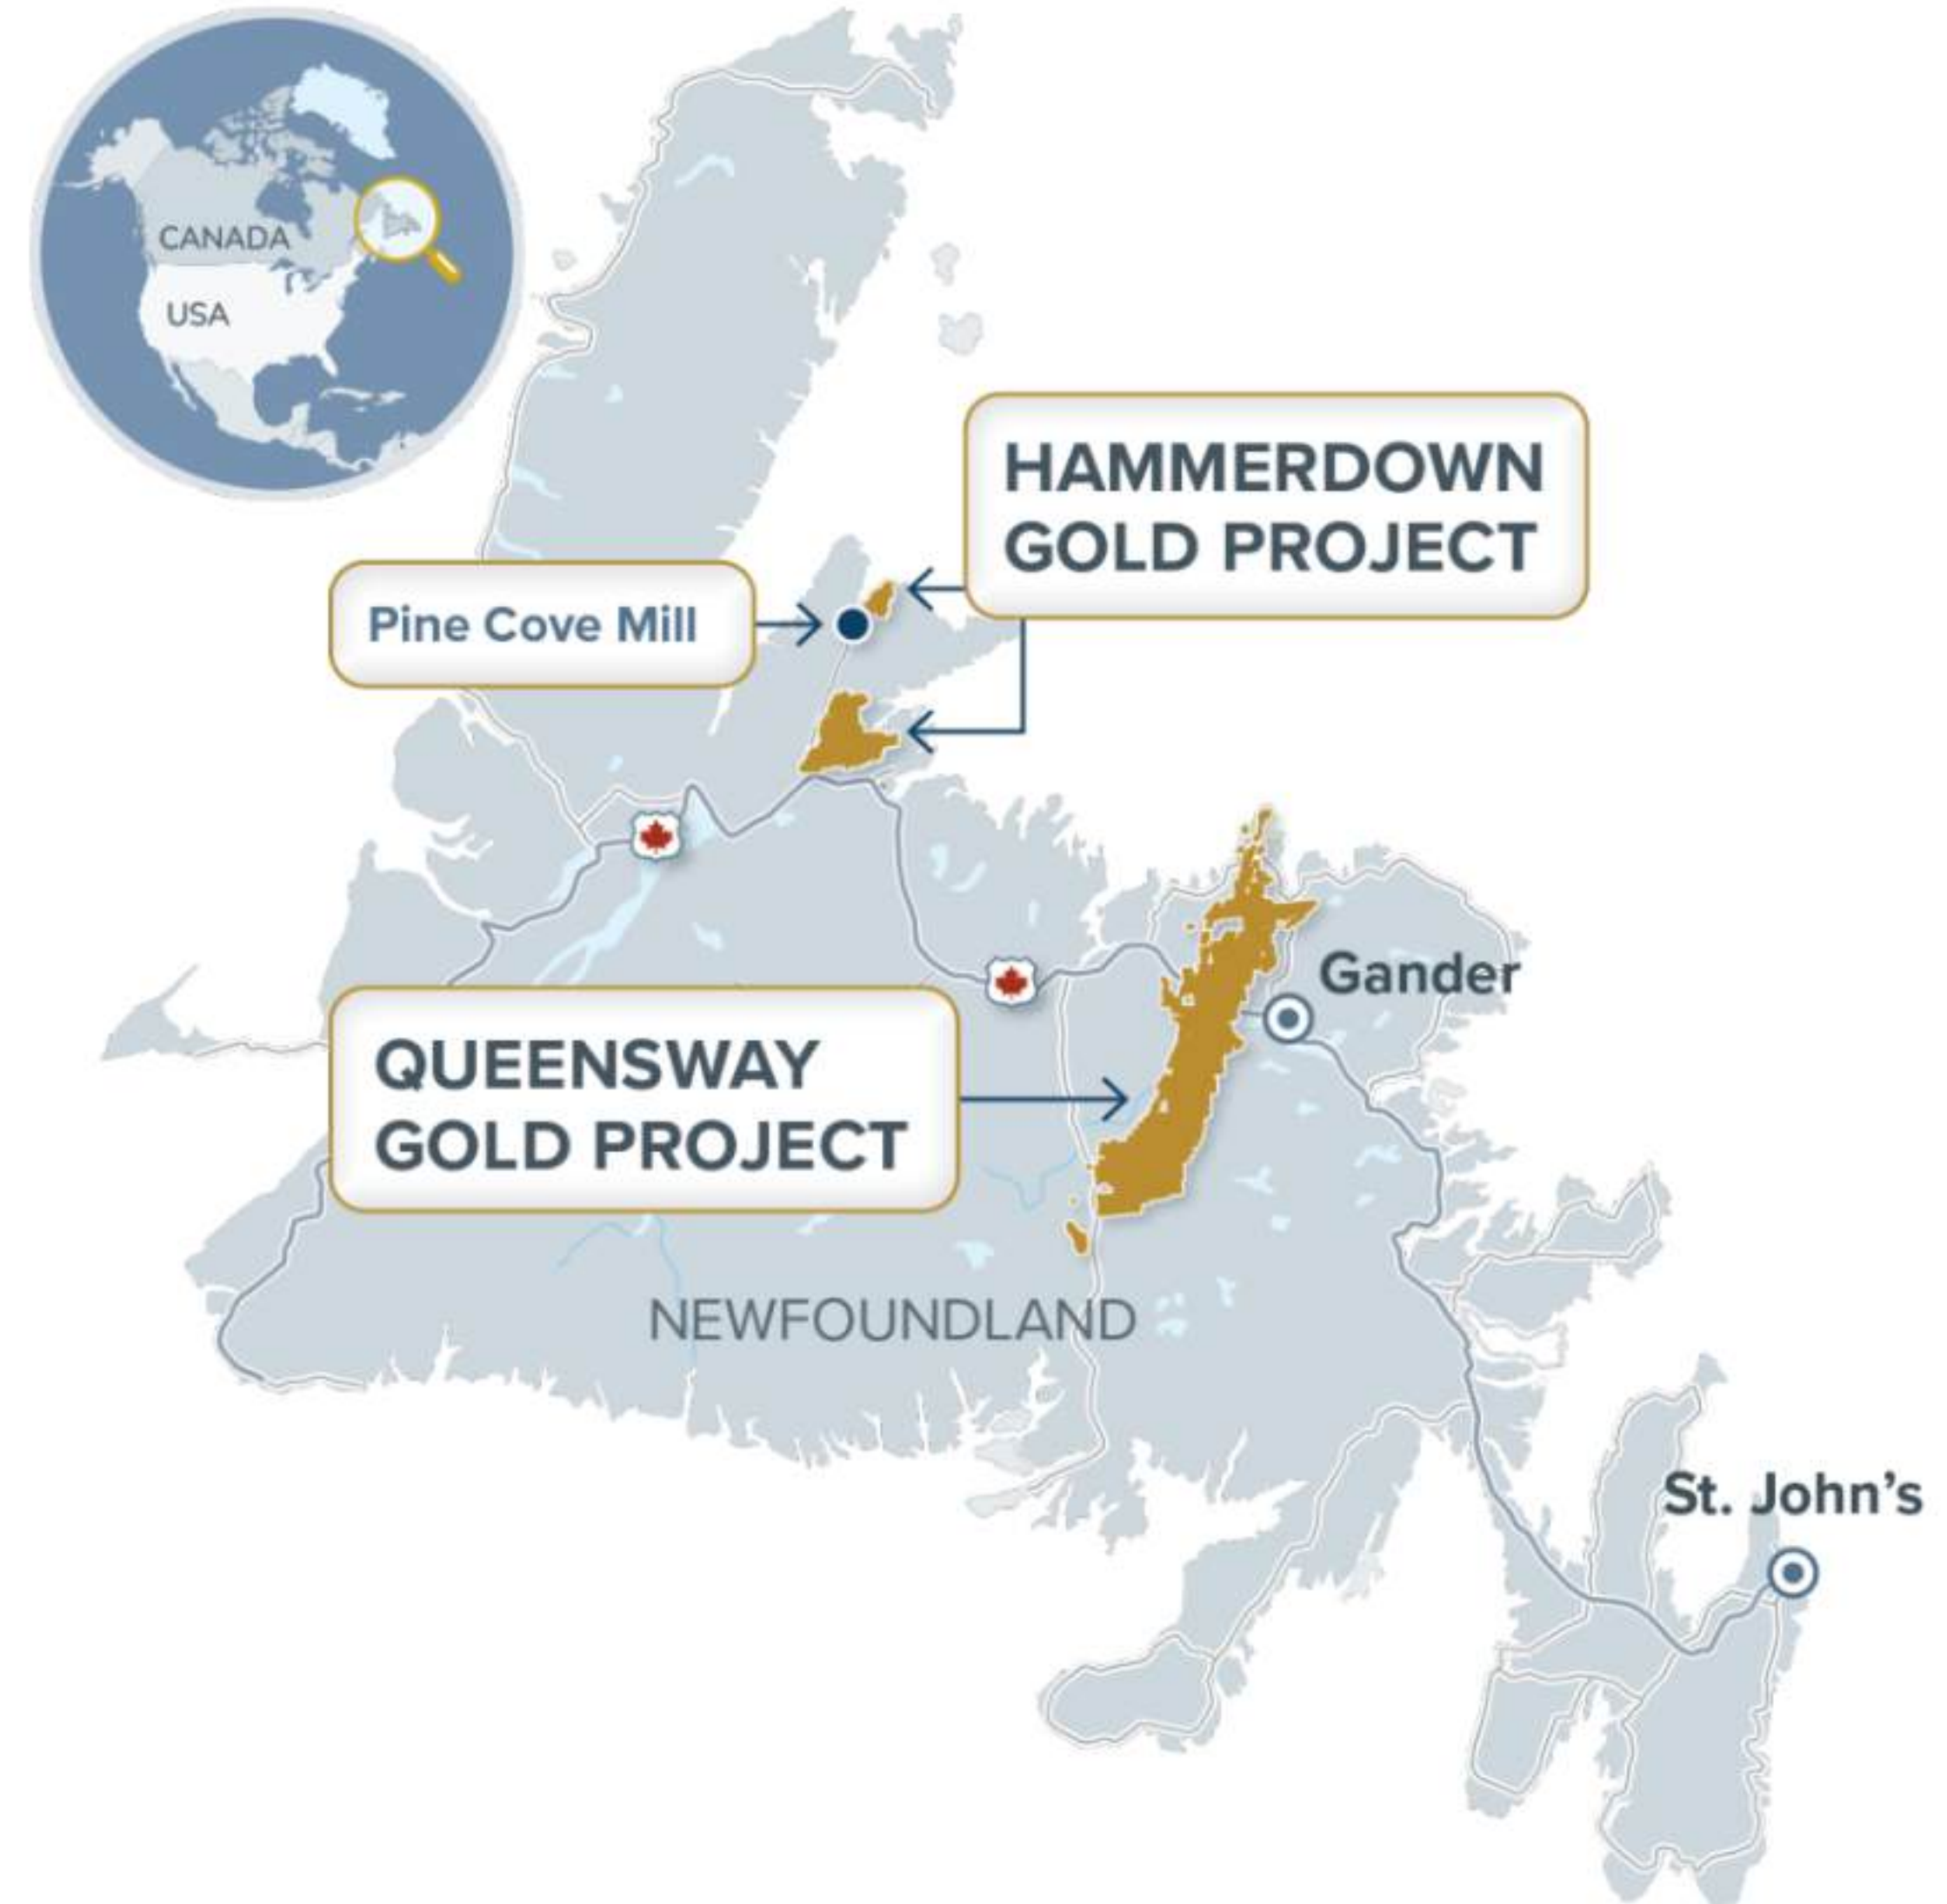 CANADA
USA
HAMMERDOWN
GOLD PROJECT
Pine Cove Mill
Gander
QUEENSWAY
GOLD PROJECT
NEWFOUNDLAND
St. John's